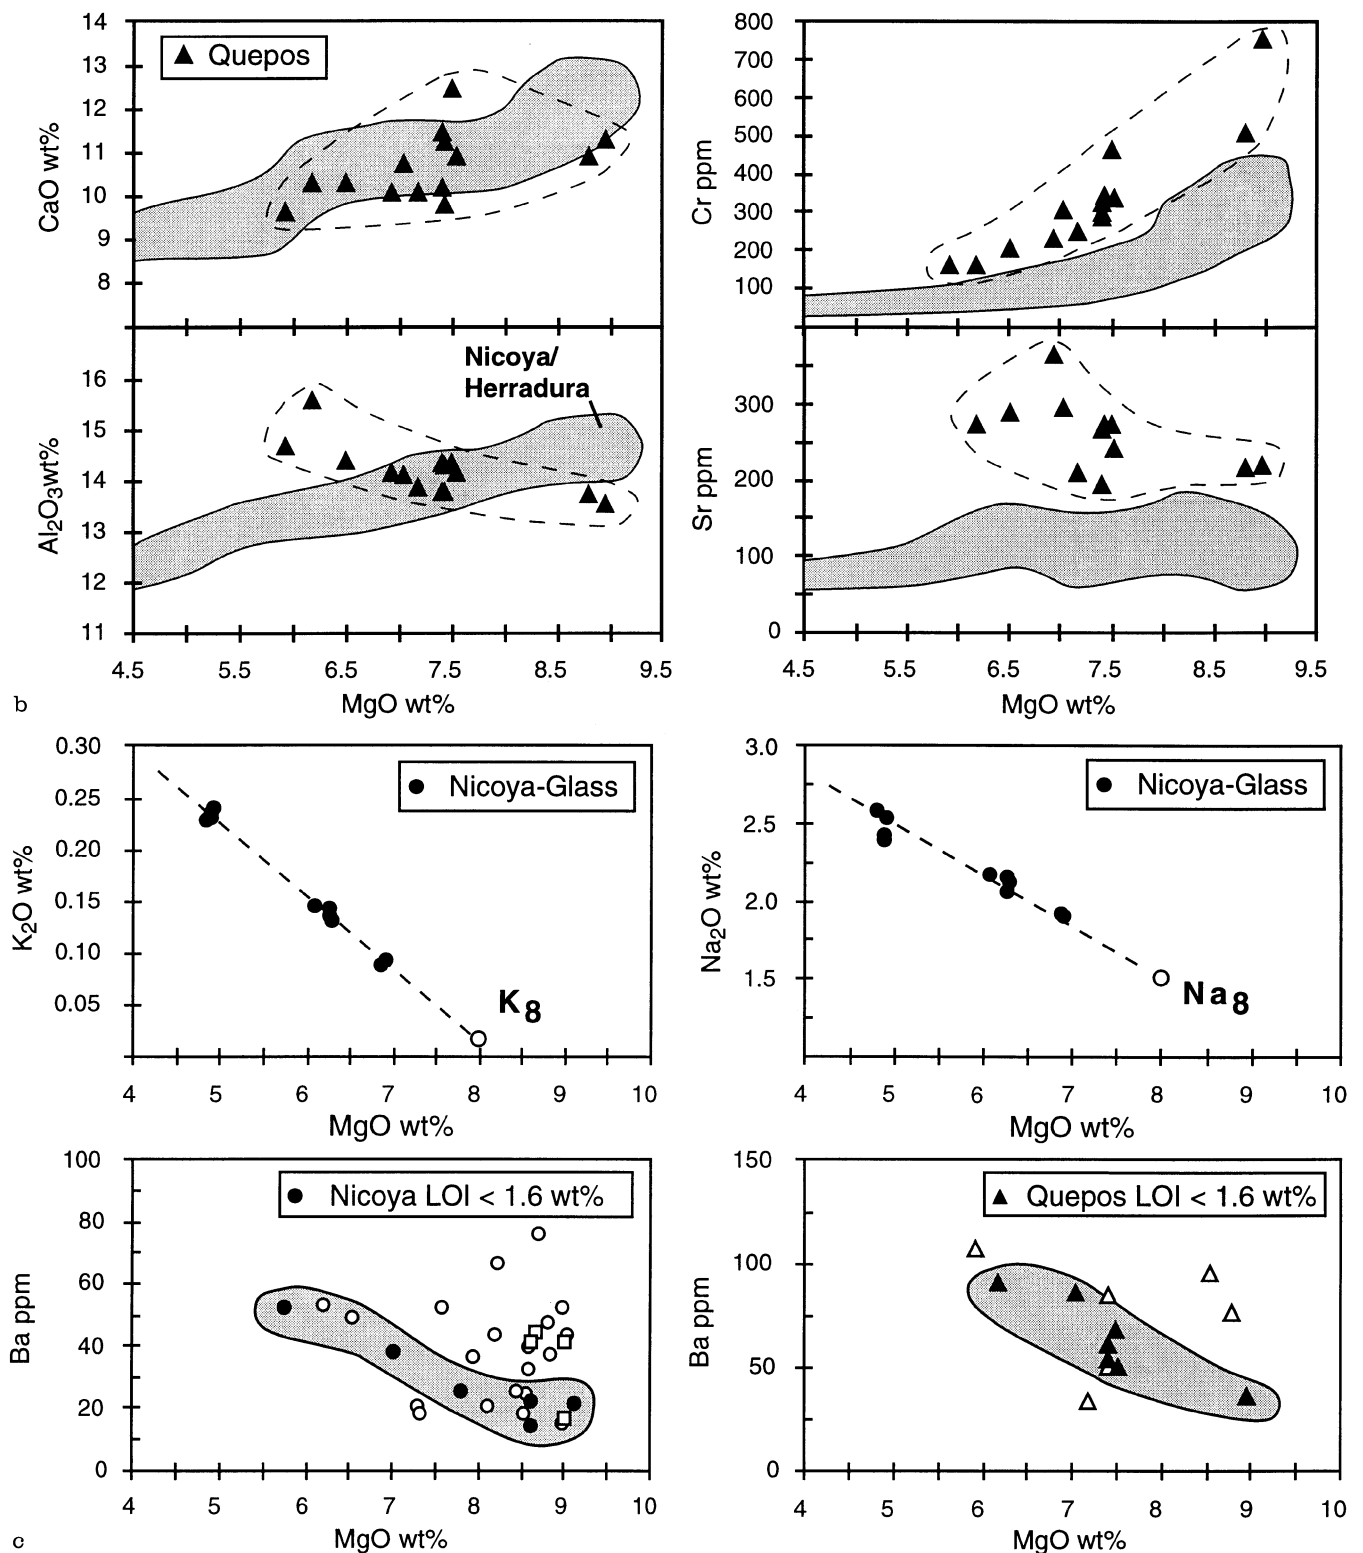 14
13
12
11
10
9
8
CaO wt%
Quepos
800
700
600
500
400
300
200
100
Cr ppm
16
15
14
13
12
11
Al2O3wt%
Nicoya/
Herradura
4.5 5.5 6.5 7.5 8.5 9.5
MgO wt%
300
200
100
0
Sr ppm
4.5 5.5 6.5 7.5 8.5 9.5
MgO wt%
b
0.30
0.25
0.20
0.15
0.10
0.05
K2O wt%
Nicoya-Glass
K8
4 5 6 7 8 9 10
MgO wt%
3.0
2.5
2.0
1.5
Na2O wt%
Nicoya-Glass
Na8
4 5 6 7 8 9 10
MgO wt%
100
80
60
40
20
0
Ba ppm
Nicoya LOI < 1.6 wt%
4 5 6 7 8 9 10
MgO wt%
150
100
50
0
Ba ppm
Quepos LOI < 1.6 wt%
4 5 6 7 8 9 10
MgO wt%
c